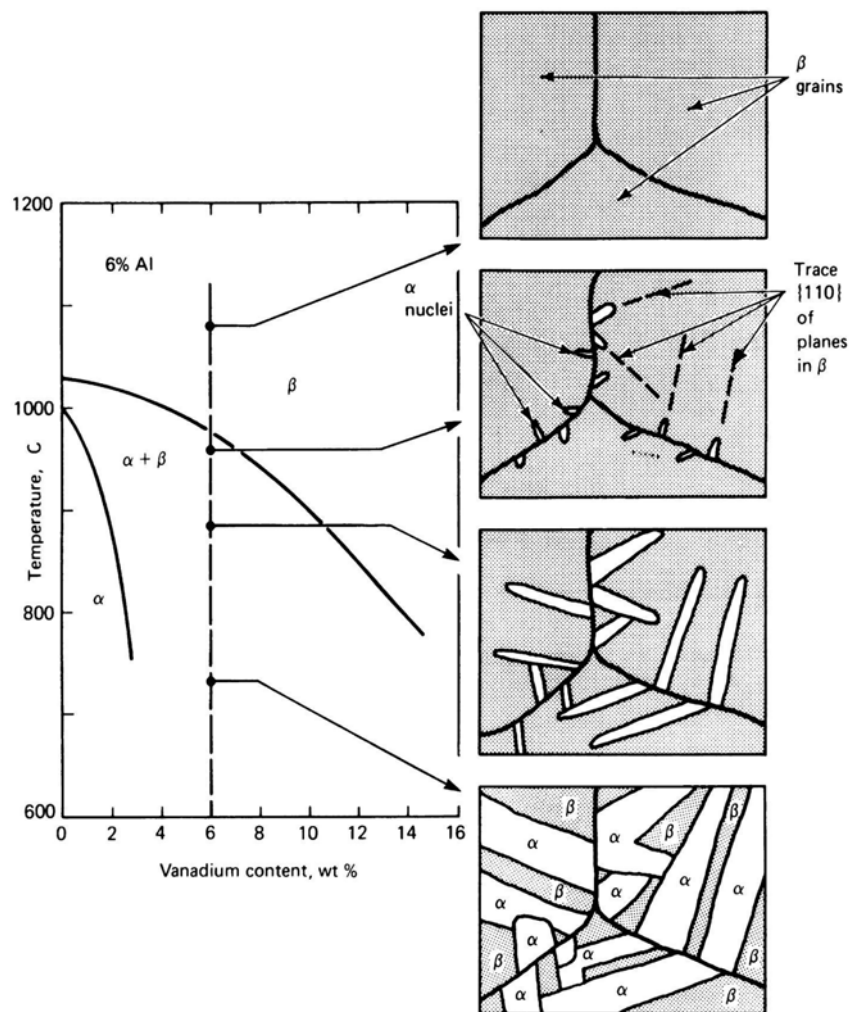 β
grains
1200
6% Al
α
nuclei
Trace
{110}
of
planes
in β
β
1000
α + β
Temperature, C
800
α
600
0 2 4 6 8 10 12 14 16
Vanadium content, wt %
β
α
β
α
β
α
β
α
β
α
α
α
α
α
β
β
α
α
β